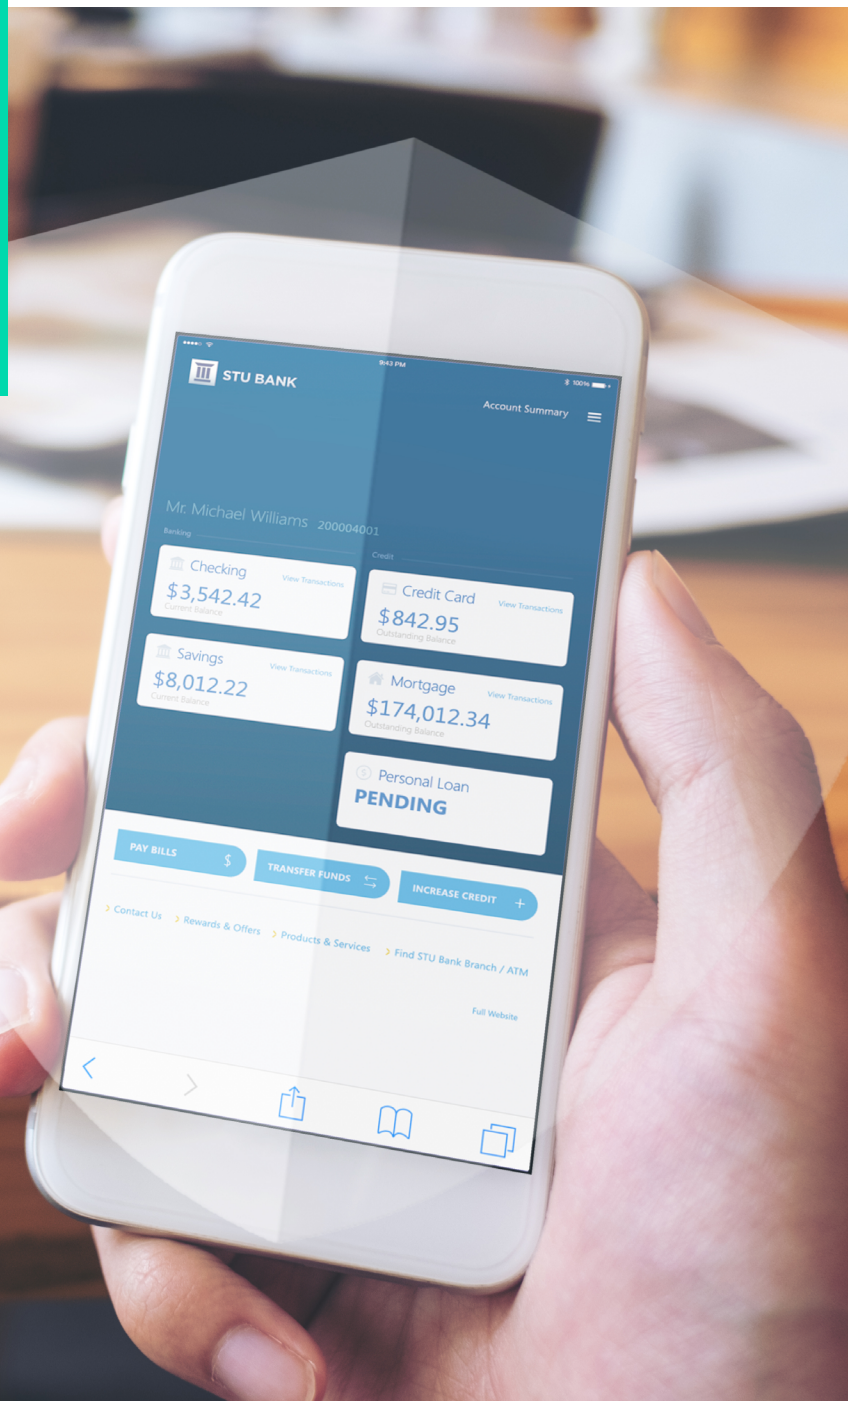 9:43 PM
100%
STU BANK
Account Summary
Mr. Michael Williams 200004001
Banking
Checking
View Transactions
$3,542.42
Current Balance
Savings
View Transactions
$8,012.22
Current Balance
Credit
Credit Card
View Transactions
$842.95
Outstanding Balance
Mortgage
View Transactions
$174,012.34
Outstanding Balance
Personal Loan
PENDING
PAY BILLS $
TRANSFER FUNDS
INCREASE CREDIT +
Contact Us
Rewards & Offers
Products & Services
Find STU Bank Branch / ATM
Full Website